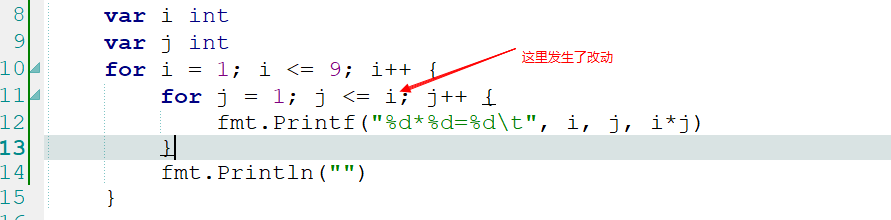 8 var i int
9 var j int
10 for i = 1; i <= 9; i++ {
这里发生了改动
11 for j = 1; j <= i; j++ {
12 fmt.Printf("%d*%d=%d\t", i, j, i*j)
13 }
14 fmt.Println("")
15 }